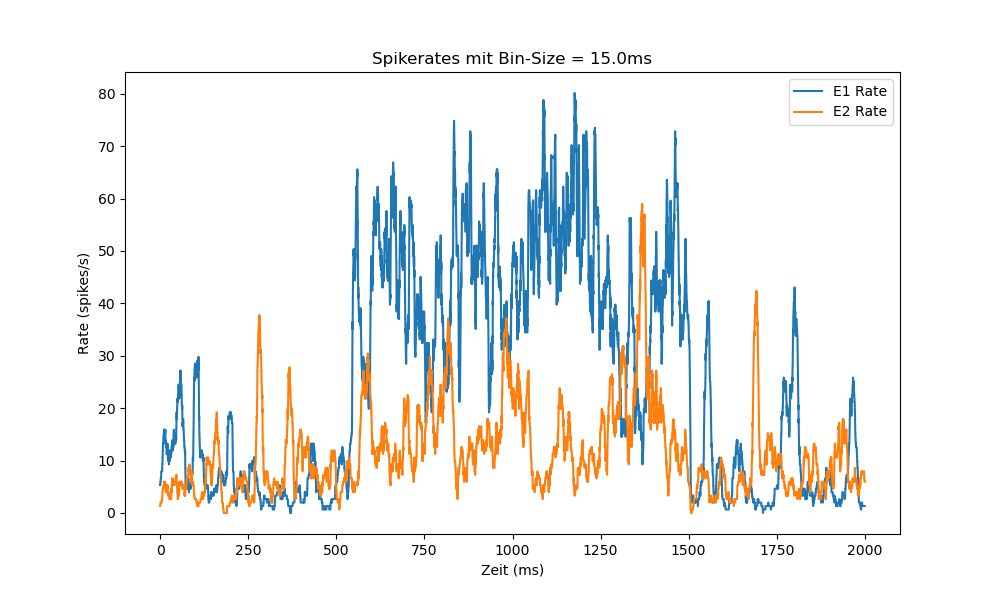 Spikerates mit Bin-Size = 15.0ms
E1 Rate
E2 Rate
80
70
60
50
40
30
20
10
0
Rate (spikes/s)
0 250 500 750 1000 1250 1500 1750 2000
Zeit (ms)